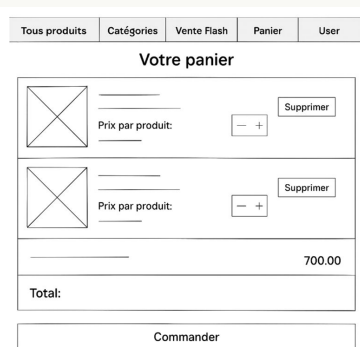 Tous produits Catégories Vente Flash Panier User
Votre panier
Supprimer
Prix par produit:
— +
Supprimer
Prix par produit:
— +
700.00
Total:
Commander